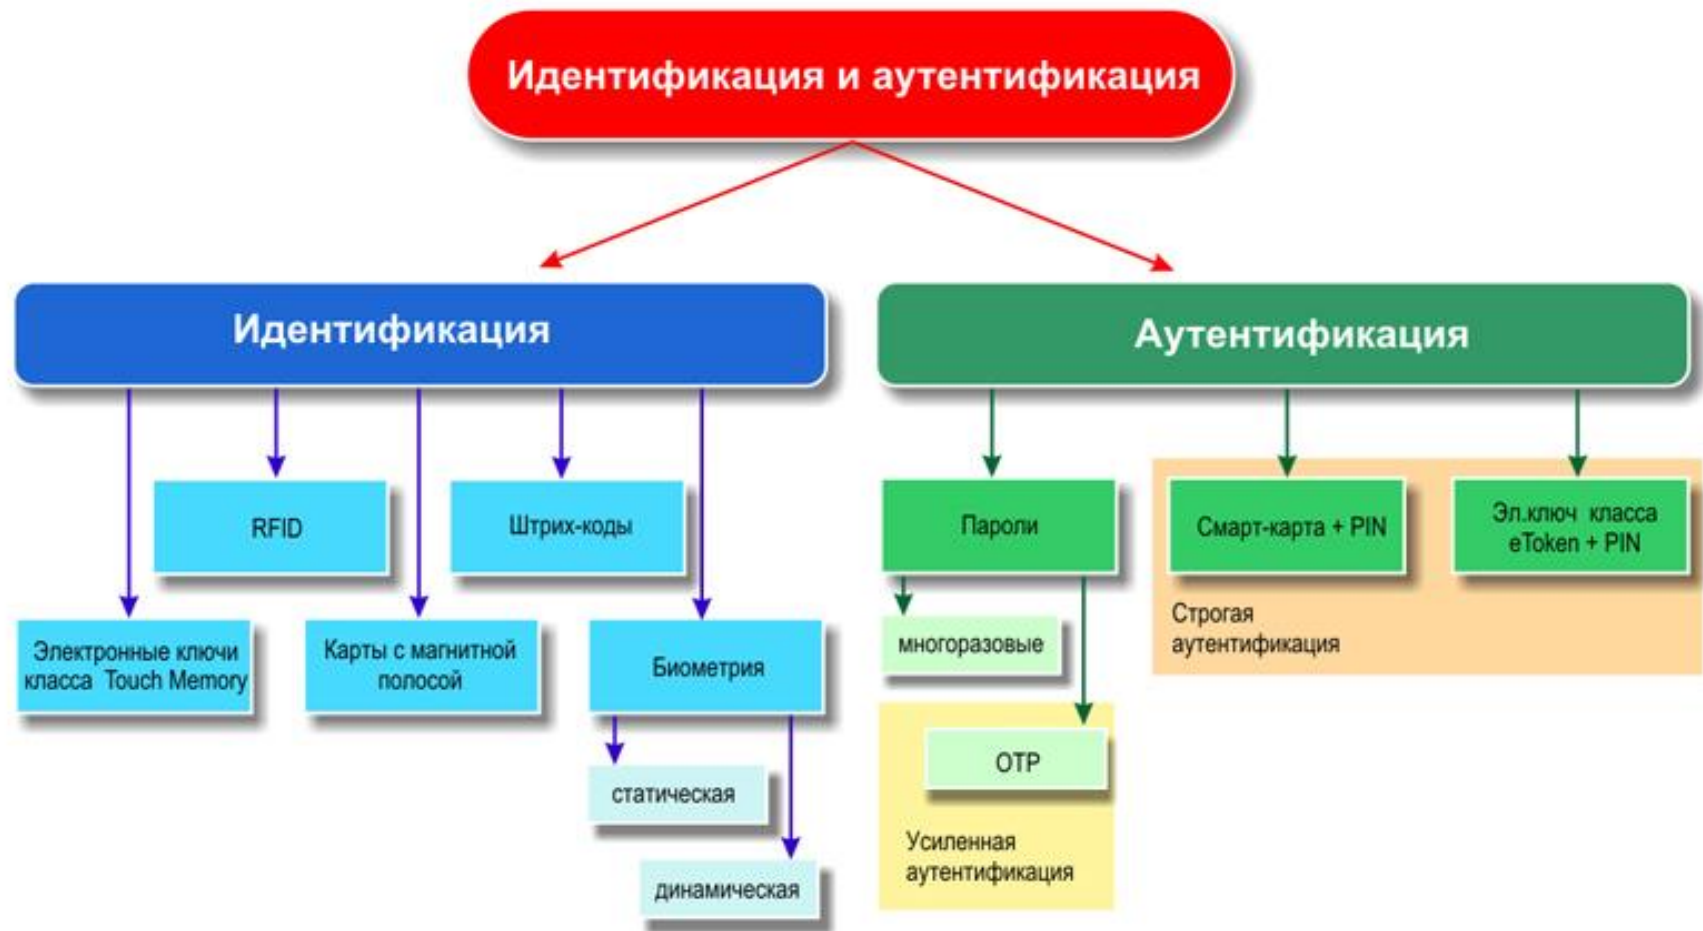 Идентификация и аутентификация
Идентификация
Аутентификация
RFID
Штрих-коды
Электронные ключи
класса Touch Memory
Карты с магнитной
полосой
Биометрия
статическая
динамическая
Пароли
Смарт-карта + PIN
Эл.ключ класса
eToken + PIN
многоразовые
Строгая
аутентификация
OTP
Усиленная
аутентификация